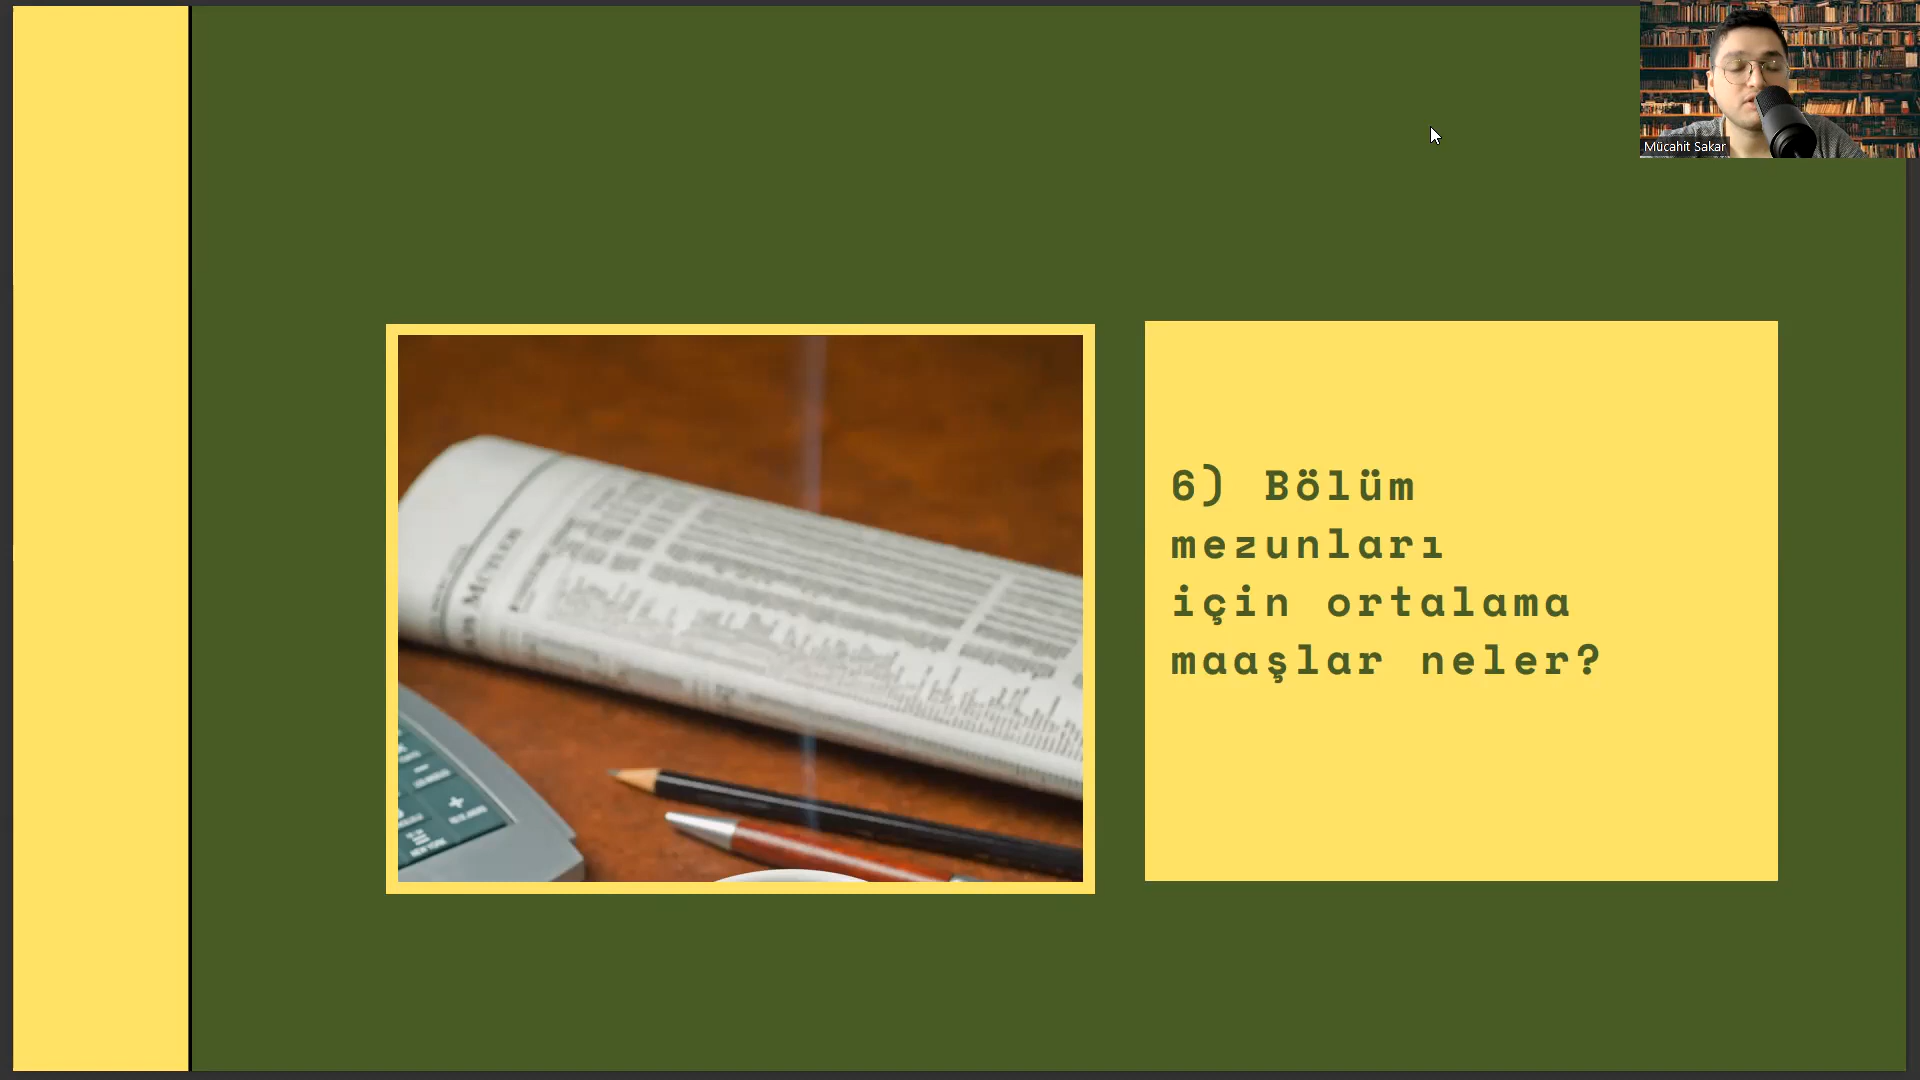 Mücahit Sakar
6) Bölüm
mezunları
için ortalama
maaşlar neler?